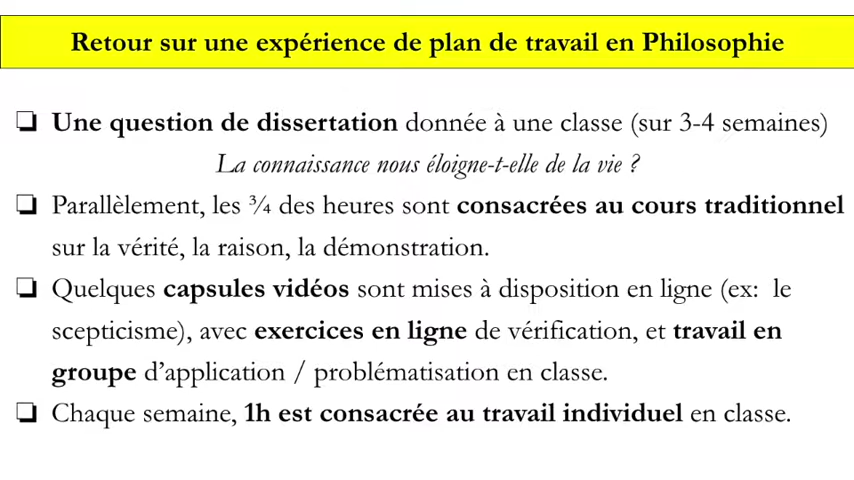 Retour sur une expérience de plan de travail en Philosophie
❏ Une question de dissertation donnée à une classe (sur 3-4 semaines)
La connaissance nous éloigne-t-elle de la vie ?
❏ Parallèlement, les ¾ des heures sont consacrées au cours traditionnel
sur la vérité, la raison, la démonstration.
❏ Quelques capsules vidéos sont mises à disposition en ligne (ex: le
scepticisme), avec exercices en ligne de vérification, et travail en
groupe d’application / problématisation en classe.
❏ Chaque semaine, 1h est consacrée au travail individuel en classe.